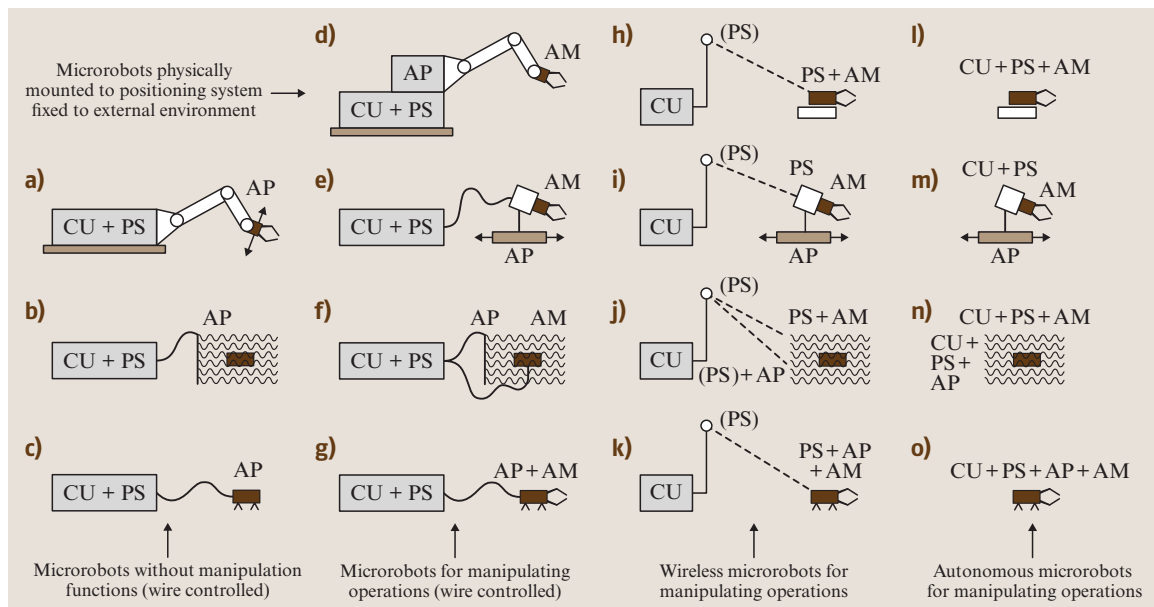 d)
h)
l)
(PS)
AM
Microrobots physically
mounted to positioning system
fixed to external environment
AP
CU + PS
CU
PS + AM
CU + PS + AM
a)
AP
CU + PS
e)
AM
CU + PS
AP
i)
(PS)
PS
AM
CU
AP
m)
CU + PS
AM
AP
b)
AP
CU + PS
f)
AP
AM
CU + PS
j)
(PS)
PS + AM
CU
(PS) + AP
n)
CU + PS + AM
CU +
PS +
AP
c)
AP
CU + PS
g)
AP + AM
CU + PS
k)
(PS)
PS + AP
+ AM
CU
o)
CU + PS + AP + AM
Microrobots without manipulation
functions (wire controlled)
Microrobots for manipulating
operations (wire controlled)
Wireless microrobots for
manipulating operations
Autonomous microrobots
for manipulating operations